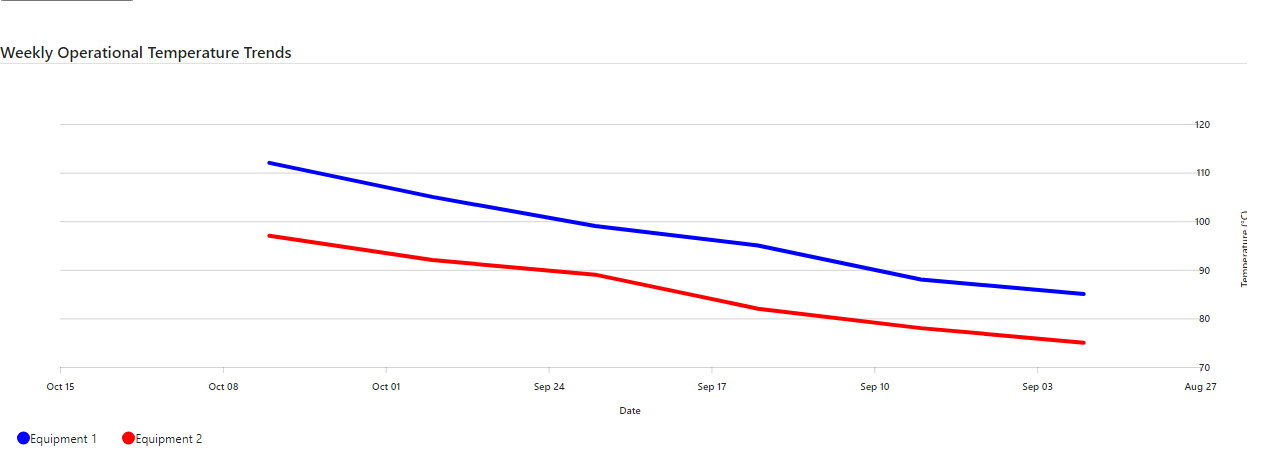 Weekly Operational Temperature Trends
120
110
100
90
80
70
Temperature (°C)
Oct 15 Oct 08 Oct 01 Sep 24 Sep 17 Sep 10 Sep 03 Aug 27
Date
Equipment 1 Equipment 2